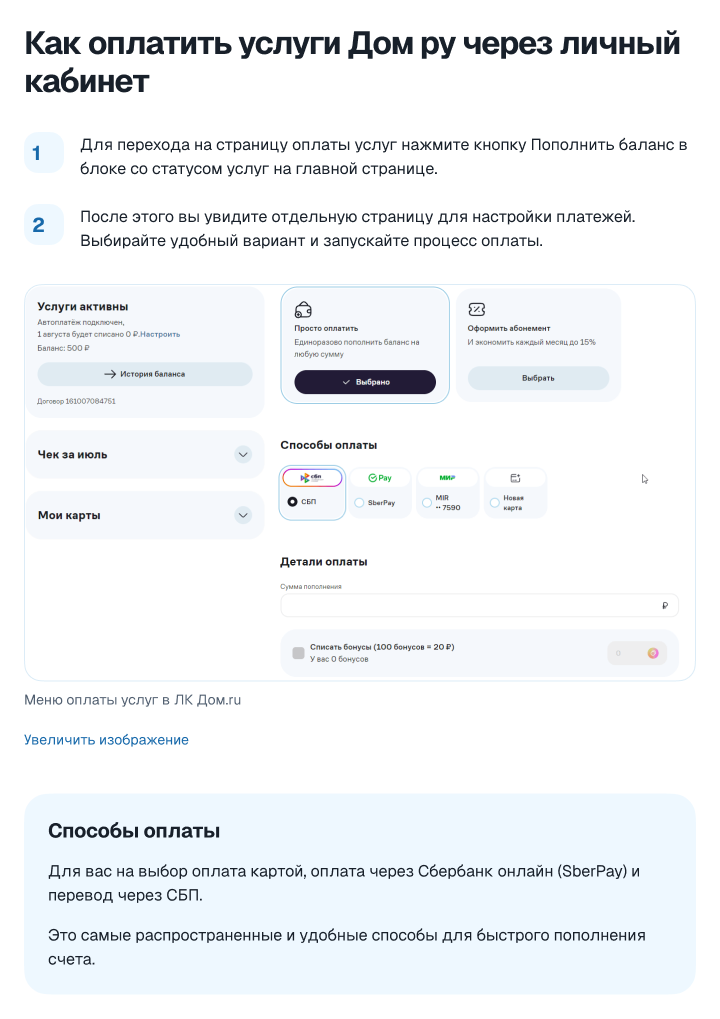 Как оплатить услуги Дом ру через личный
кабинет
1
Для перехода на страницу оплаты услуг нажмите кнопку Пополнить баланс в
блоке со статусом услуг на главной странице.
2
После этого вы увидите отдельную страницу для настройки платежей.
Выбирайте удобный вариант и запускайте процесс оплаты.
Услуги активны
Автоплатёж подключен,
1 августа будет списано 0 ₽.Настроить
Баланс: 500 ₽
История баланса
Договор 161007084751
Чек за июль
Мои карты
Просто оплатить
Единоразово пополнить баланс на
любую сумму
Выбрано
Оформить абонемент
И экономить каждый месяц до 15%
Выбрать
Способы оплаты
сбп
СБП
Pay
SberPay
МИР
MIR
•• 7590
Новая
карта
Детали оплаты
Сумма пополнения
₽
Списать бонусы (100 бонусов = 20 ₽)
У вас 0 бонусов
0
Меню оплаты услуг в ЛК Дом.ru
Увеличить изображение
Способы оплаты
Для вас на выбор оплата картой, оплата через Сбербанк онлайн (SberPay) и
перевод через СБП.
Это самые распространенные и удобные способы для быстрого пополнения
счета.